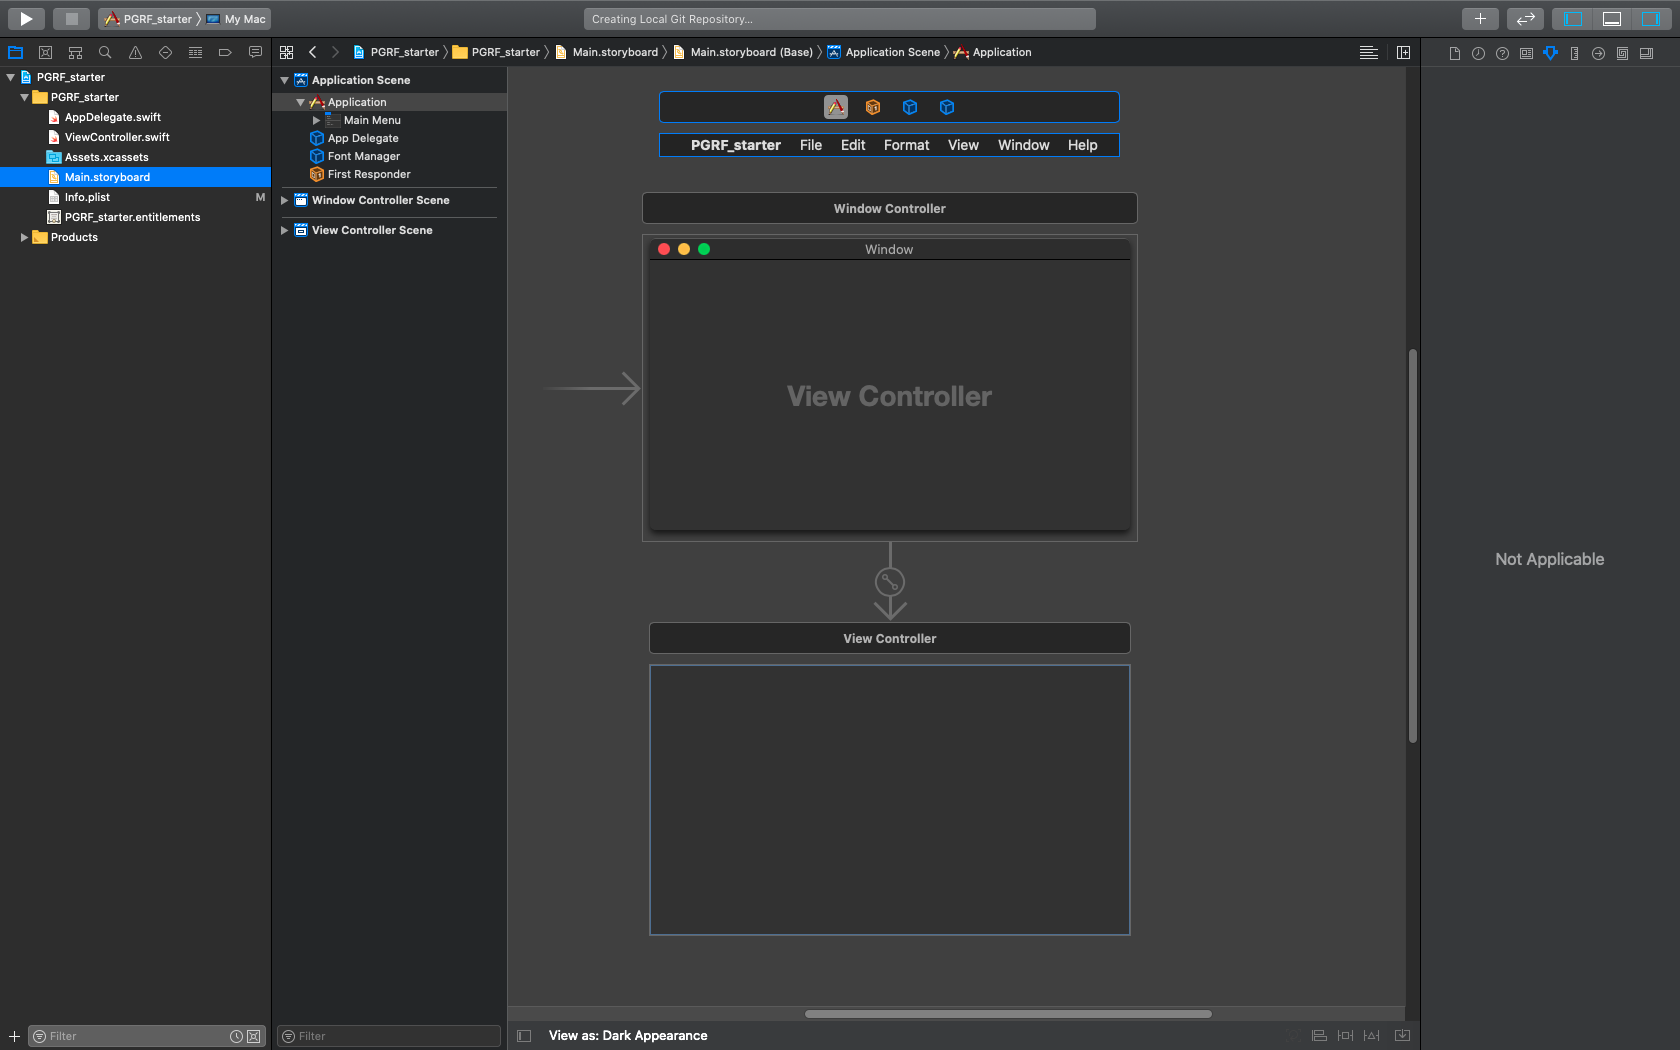 PGRF_starter 〉 My Mac
Creating Local Git Repository...
PGRF_starter 〉 PGRF_starter 〉 Main.storyboard 〉 Main.storyboard (Base) 〉 Application Scene 〉 Application
PGRF_starter
PGRF_starter
AppDelegate.swift
ViewController.swift
Assets.xcassets
Main.storyboard
Info.plist M
PGRF_starter.entitlements
Products
Application Scene
Application
Main Menu
App Delegate
Font Manager
First Responder
Window Controller Scene
View Controller Scene
PGRF_starter File Edit Format View Window Help
Window Controller
Window
View Controller
View Controller
Not Applicable
Filter
Filter
View as: Dark Appearance